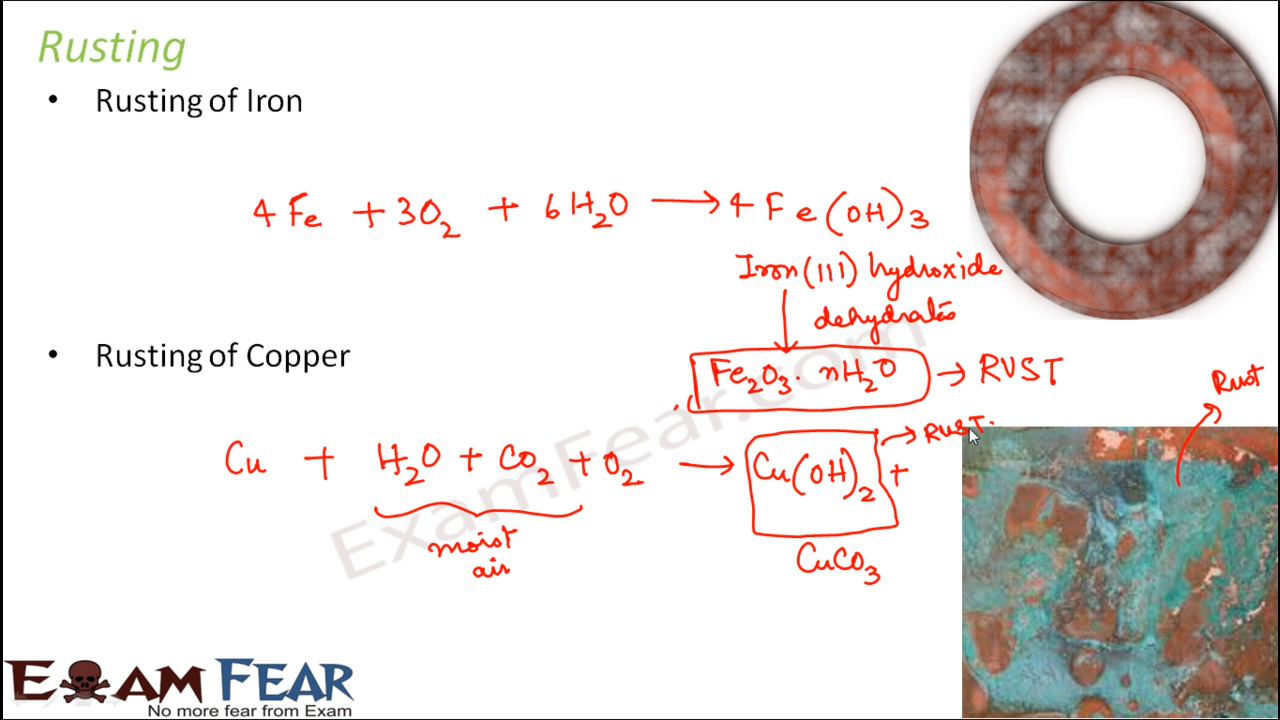 Rusting
• Rusting of Iron
4Fe + 3O2 + 6H2O → 4Fe(OH)3
Iron(III) hydroxide
dehydrates
• Rusting of Copper
Fe2O3. nH2O → RUST
Rust
→ RUST.
Cu + H2O + CO2 + O2 → Cu(OH)2 +
moist
air
CuCO3
ExamFear.com
EXAM FEAR
No more fear from Exam